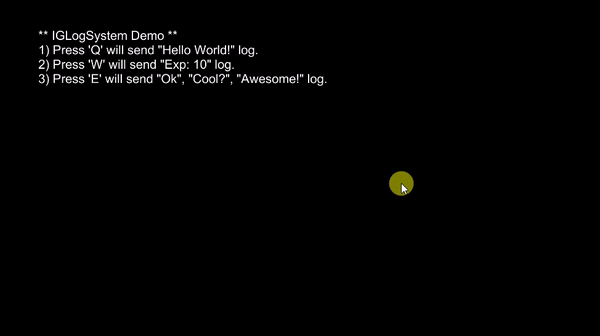 ** IGLogSystem Demo **
1) Press 'Q' will send "Hello World!" log.
2) Press 'W' will send "Exp: 10" log.
3) Press 'E' will send "Ok", "Cool?", "Awesome!" log.